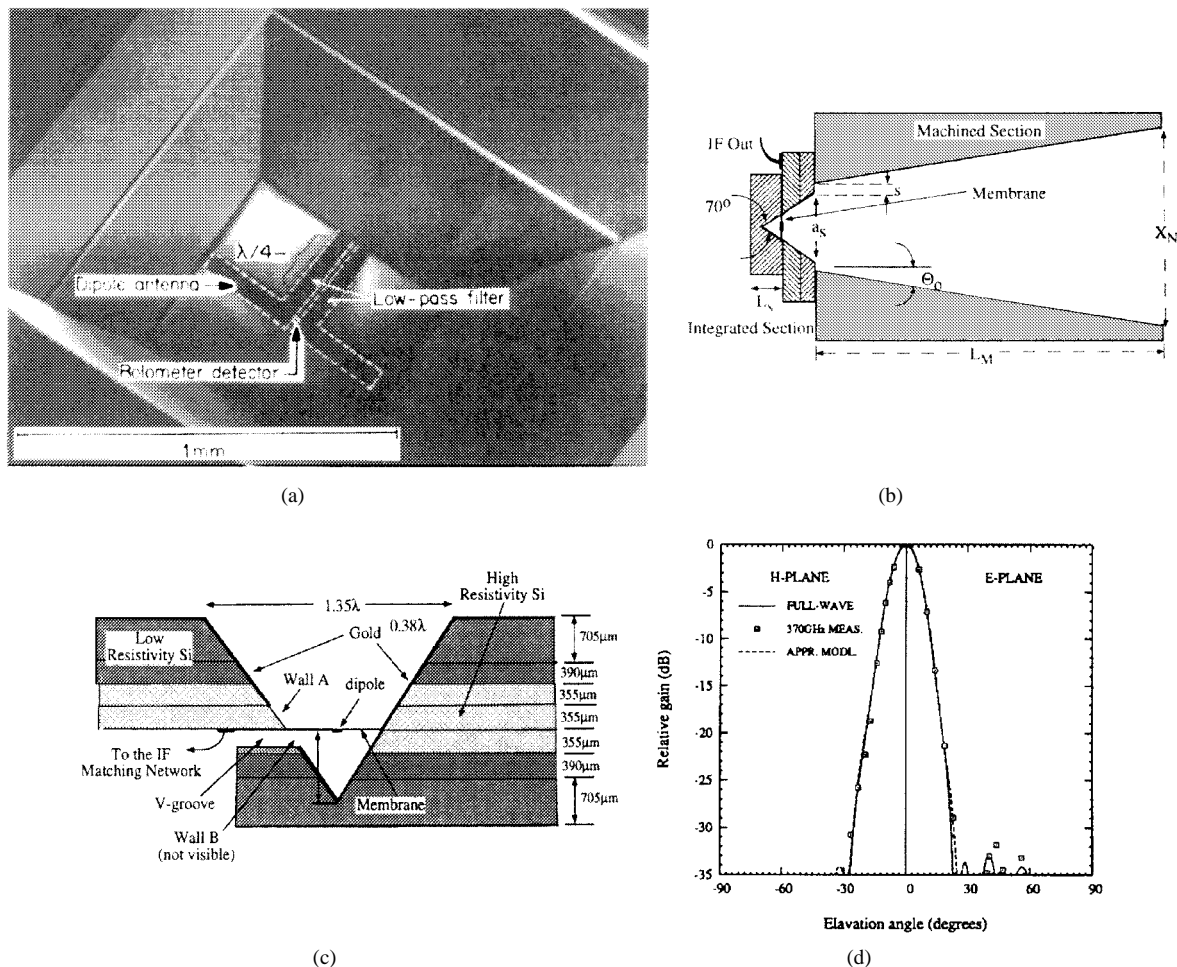 λ/4
Dipole antenna
Low-pass filter
Bolometer detector
1mm
(a)
Machined Section
IF Out
Membrane
70°
s
a_S
X_N
Θ_o
L_s
Integrated Section
L_M
(b)
1.35λ
High
Resistivity Si
Low
Resistivity Si
Gold
0.38λ
Wall A
dipole
705μm
390μm
355μm
355μm
355μm
390μm
705μm
To the IF
Matching Network
V-groove
Membrane
Wall B
(not visible)
(c)
H-PLANE
E-PLANE
FULL-WAVE
370GHz MEAS.
APPR. MODL.
Relative gain (dB)
0
-5
-10
-15
-20
-25
-30
-35
-90
-60
-30
0
30
60
90
Elavation angle (degrees)
(d)